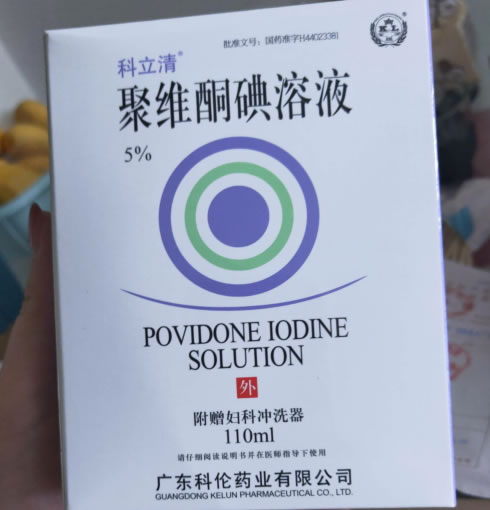 批准文号：国药准字H44023381
科立清®
聚维酮碘溶液
5%
POVIDONE IODINE
SOLUTION
外
附赠妇科冲洗器
110ml
请仔细阅读说明书并在医师指导下使用
广东科伦药业有限公司
GUANGDONG KELUN PHARMACEUTICAL CO., LTD.